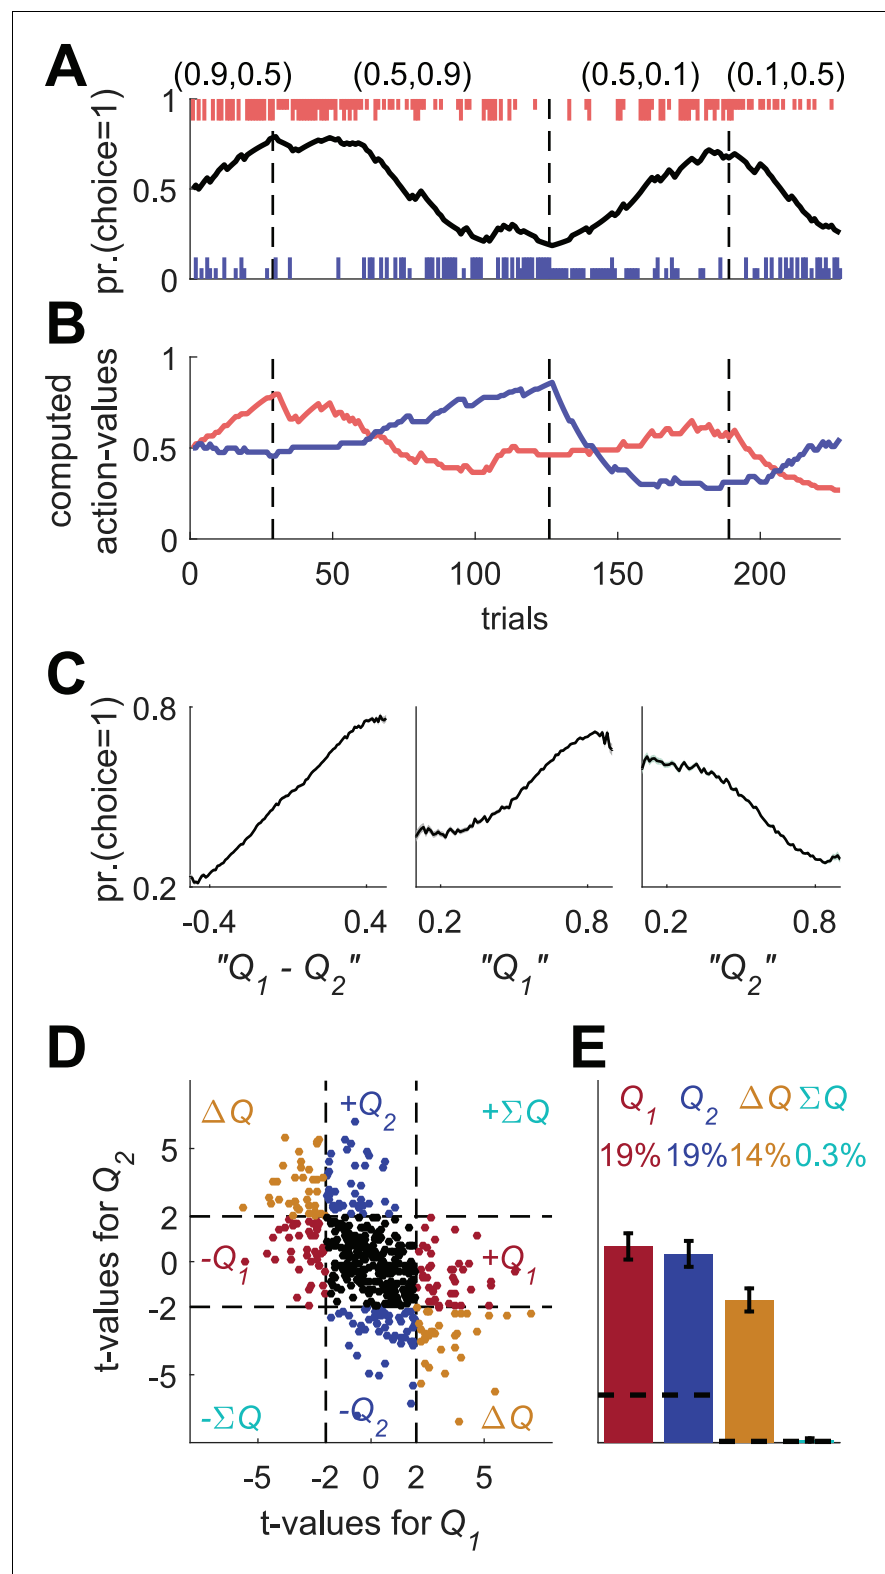 A
(0.9,0.5) (0.5,0.9) (0.5,0.1) (0.1,0.5)
pr.(choice=1)
1
0.5
0
B
computed
action-values
1
0.5
0
0 50 100 150 200
trials
C
pr.(choice=1)
0.8
0.2
-0.4 0.4 0.2 0.8 0.2 0.8
"Q1 - Q2" "Q1" "Q2"
D
t-values for Q2
ΔQ +Q2 +ΣQ
5
2
0
-2
-5
-Q1 +Q1
-ΣQ -Q2 ΔQ
-5 -2 0 2 5
t-values for Q1
E
Q1 Q2 ΔQ ΣQ
19% 19% 14% 0.3%